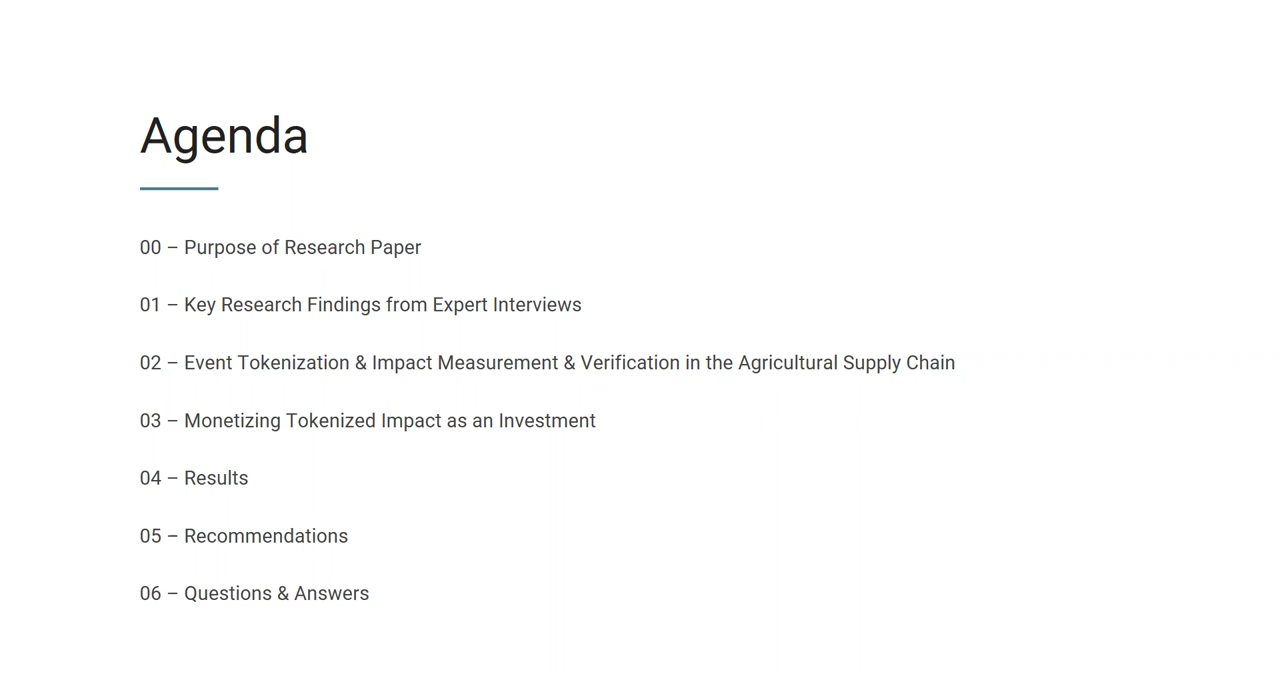 Agenda
00 – Purpose of Research Paper
01 – Key Research Findings from Expert Interviews
02 – Event Tokenization & Impact Measurement & Verification in the Agricultural Supply Chain
03 – Monetizing Tokenized Impact as an Investment
04 – Results
05 – Recommendations
06 – Questions & Answers